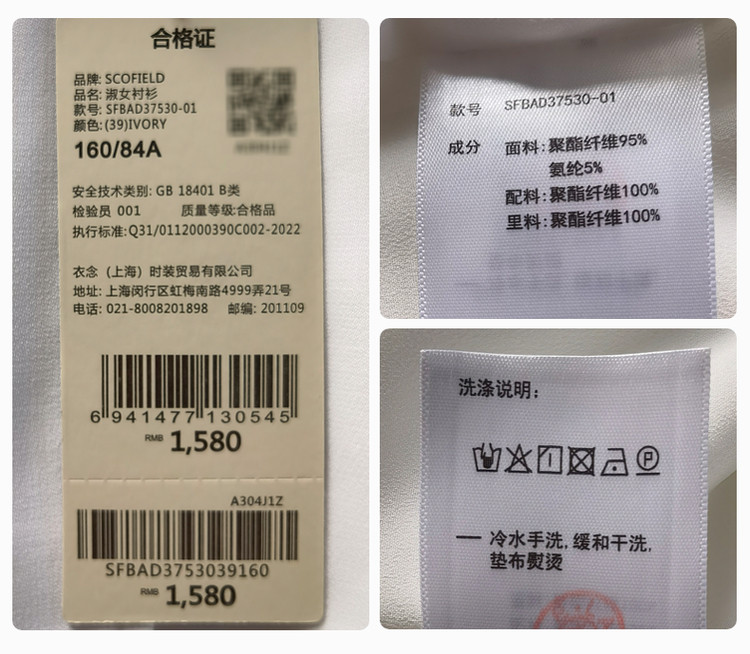 合格证
品牌: SCOFIELD
品名: 淑女衬衫
款号: SFBAD37530-01
颜色: (39)IVORY
160/84A
安全技术类别: GB 18401 B类
检验员 001 质量等级:合格品
执行标准:Q31/0112000390C002-2022
衣念（上海）时装贸易有限公司
地址: 上海闵行区虹梅南路4999弄21号
电话: 021-8008201898 邮编: 201109
6 941477 130545
RMB 1,580
A304J1Z
SFBAD3753039160
RMB 1,580
款号 SFBAD37530-01
成分 面料: 聚酯纤维95%
氨纶5%
配料: 聚酯纤维100%
里料: 聚酯纤维100%
洗涤说明:
P
一 冷水手洗, 缓和干洗,
垫布熨烫